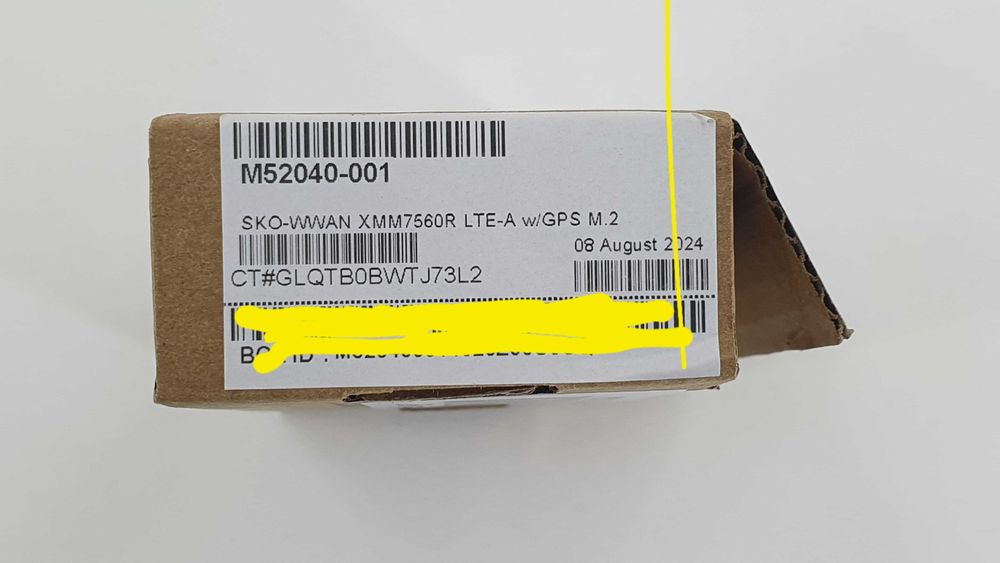 M52040-001
SKO-WWAN XMM7560R LTE-A w/GPS M.2
08 August 2024
CT#GLQTB0BWTJ73L2